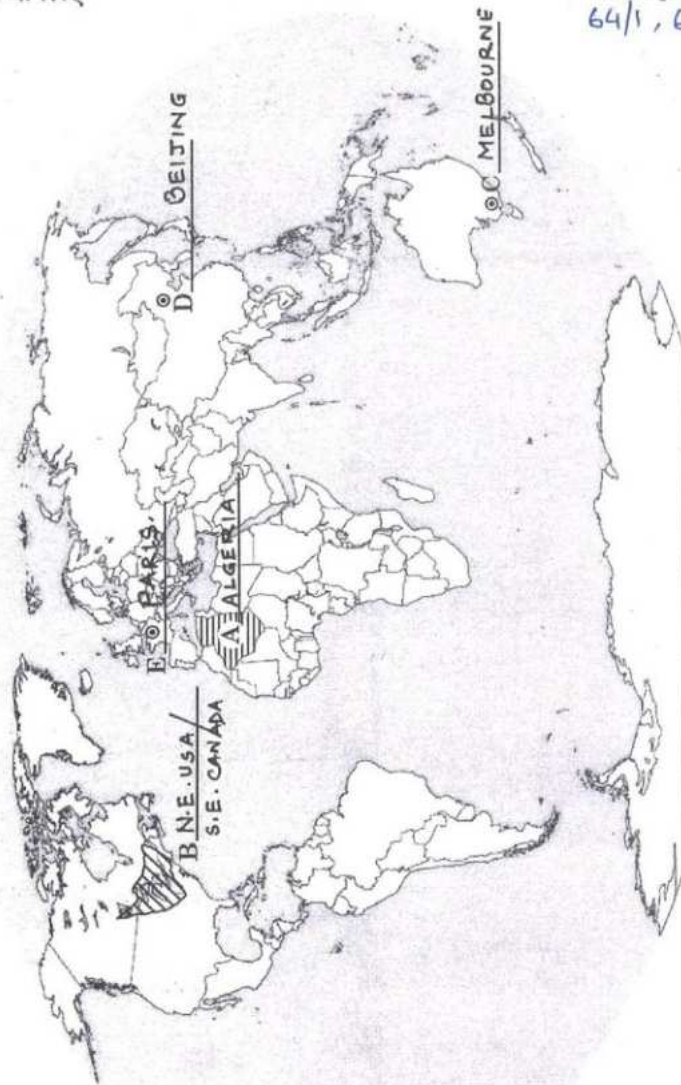 64/1, 6
D BEIJING
C MELBOURNE
E PARIS.
A ALGERIA
B N.E. USA/
S.E. CANADA